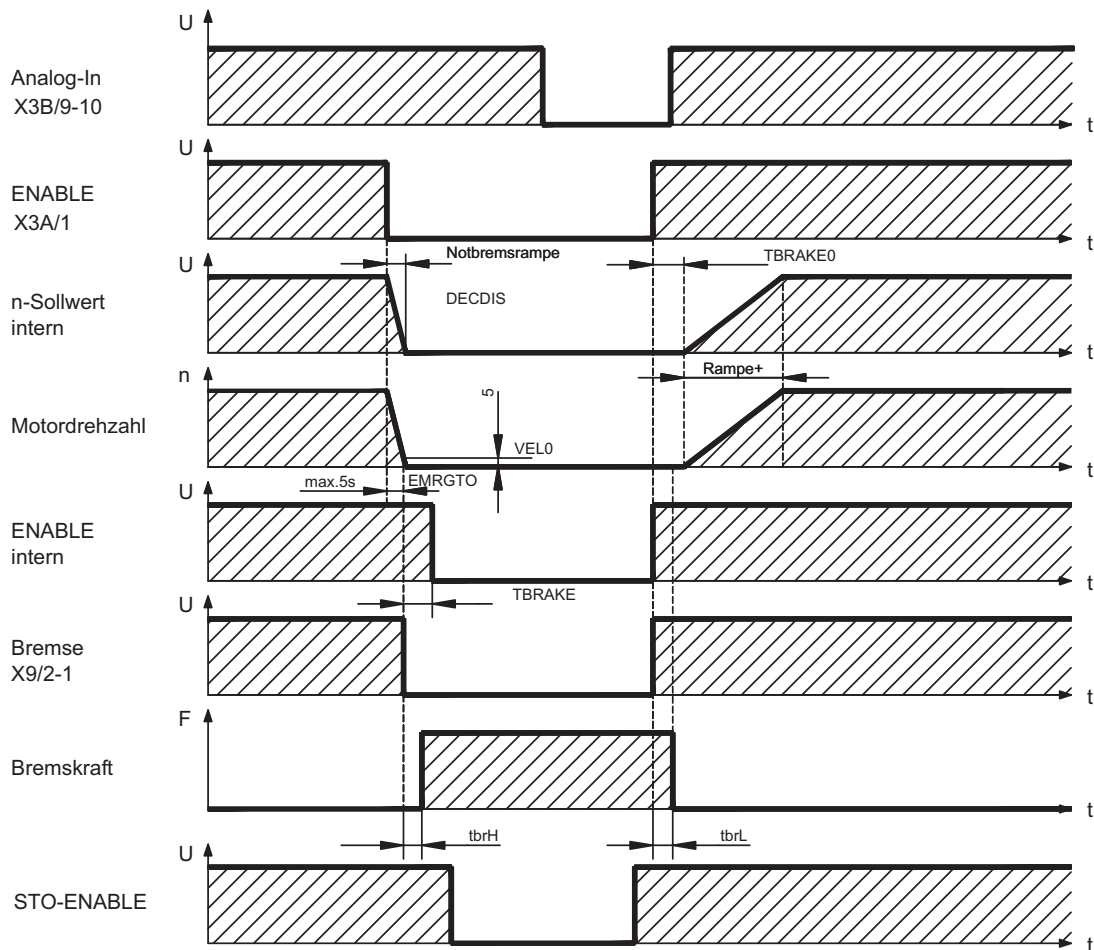 U
Analog-In
X3B/9-10
t
U
ENABLE
X3A/1
t
U
Notbremsrampe
TBRAKE0
n-Sollwert
intern
DECDIS
t
n
Rampe+
Motordrehzahl
5
VEL0
t
U
max.5s
EMRGTO
ENABLE
intern
t
U
TBRAKE
Bremse
X9/2-1
t
F
Bremskraft
t
U
tbrH
tbrL
STO-ENABLE
t